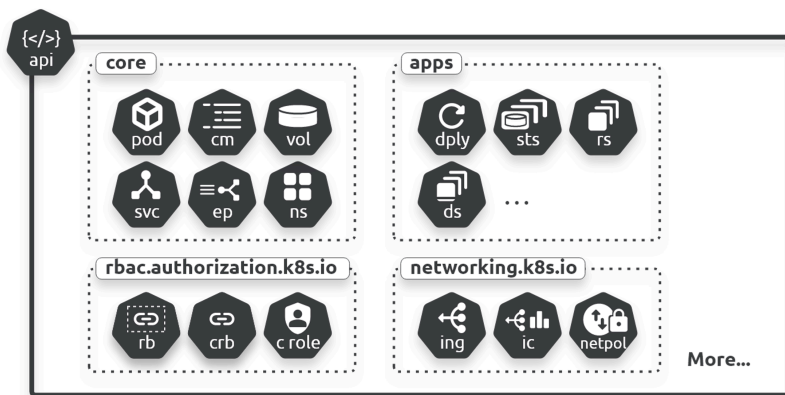 {</>}
api
core
pod cm vol
svc ep ns
apps
dply sts rs
ds ...
rbac.authorization.k8s.io
rb crb c role
networking.k8s.io
ing ic netpol
More...